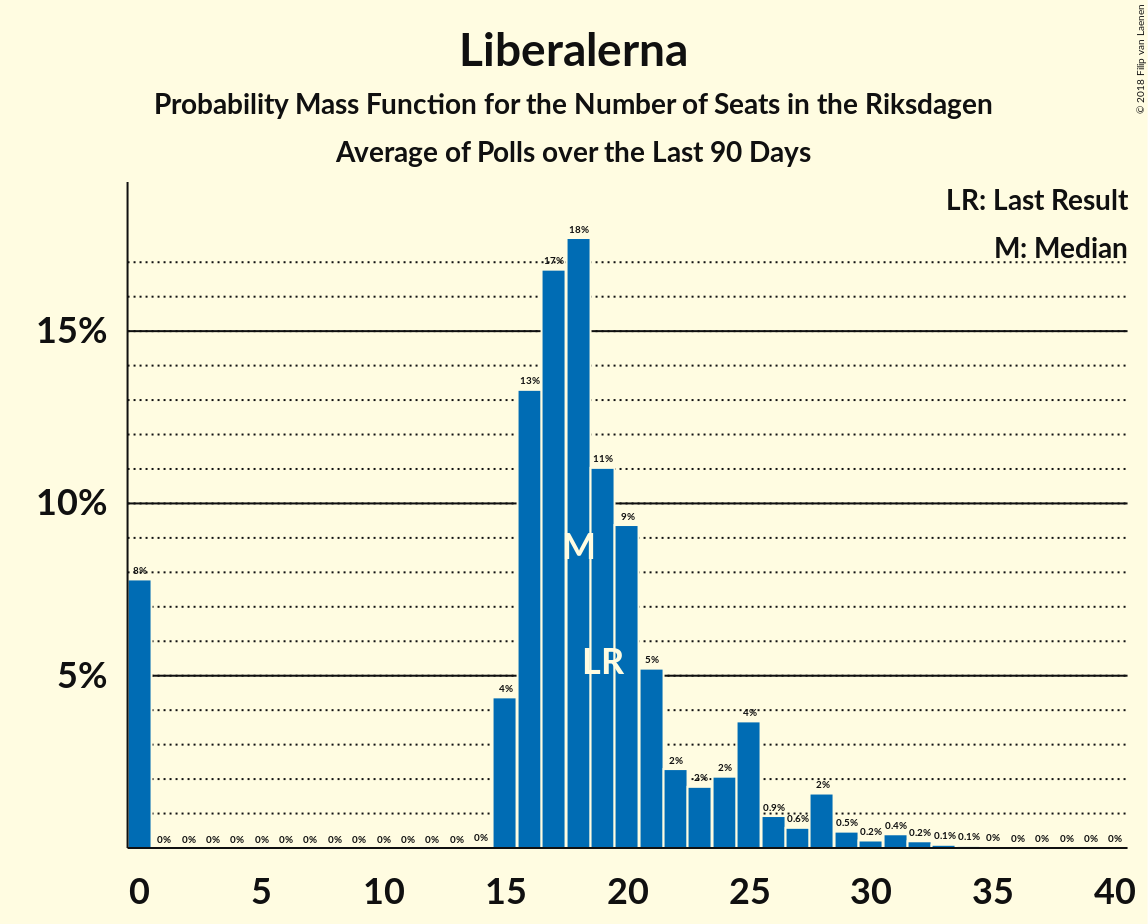 Liberalerna
Probability Mass Function for the Number of Seats in the Riksdagen
Average of Polls over the Last 90 Days
© 2018 Filip van Laenen
LR: Last Result
M: Median
15%
10%
5%
8% 0% 0% 0% 0% 0% 0% 0% 0% 0% 0% 0% 0% 0% 0% 4% 13% 17% 18% 11% 9% 5% 2% 2% 2% 4% 0.9% 0.6% 2% 0.5% 0.2% 0.4% 0.2% 0.1% 0.1% 0% 0% 0% 0% 0% 0%
M
LR
0 5 10 15 20 25 30 35 40